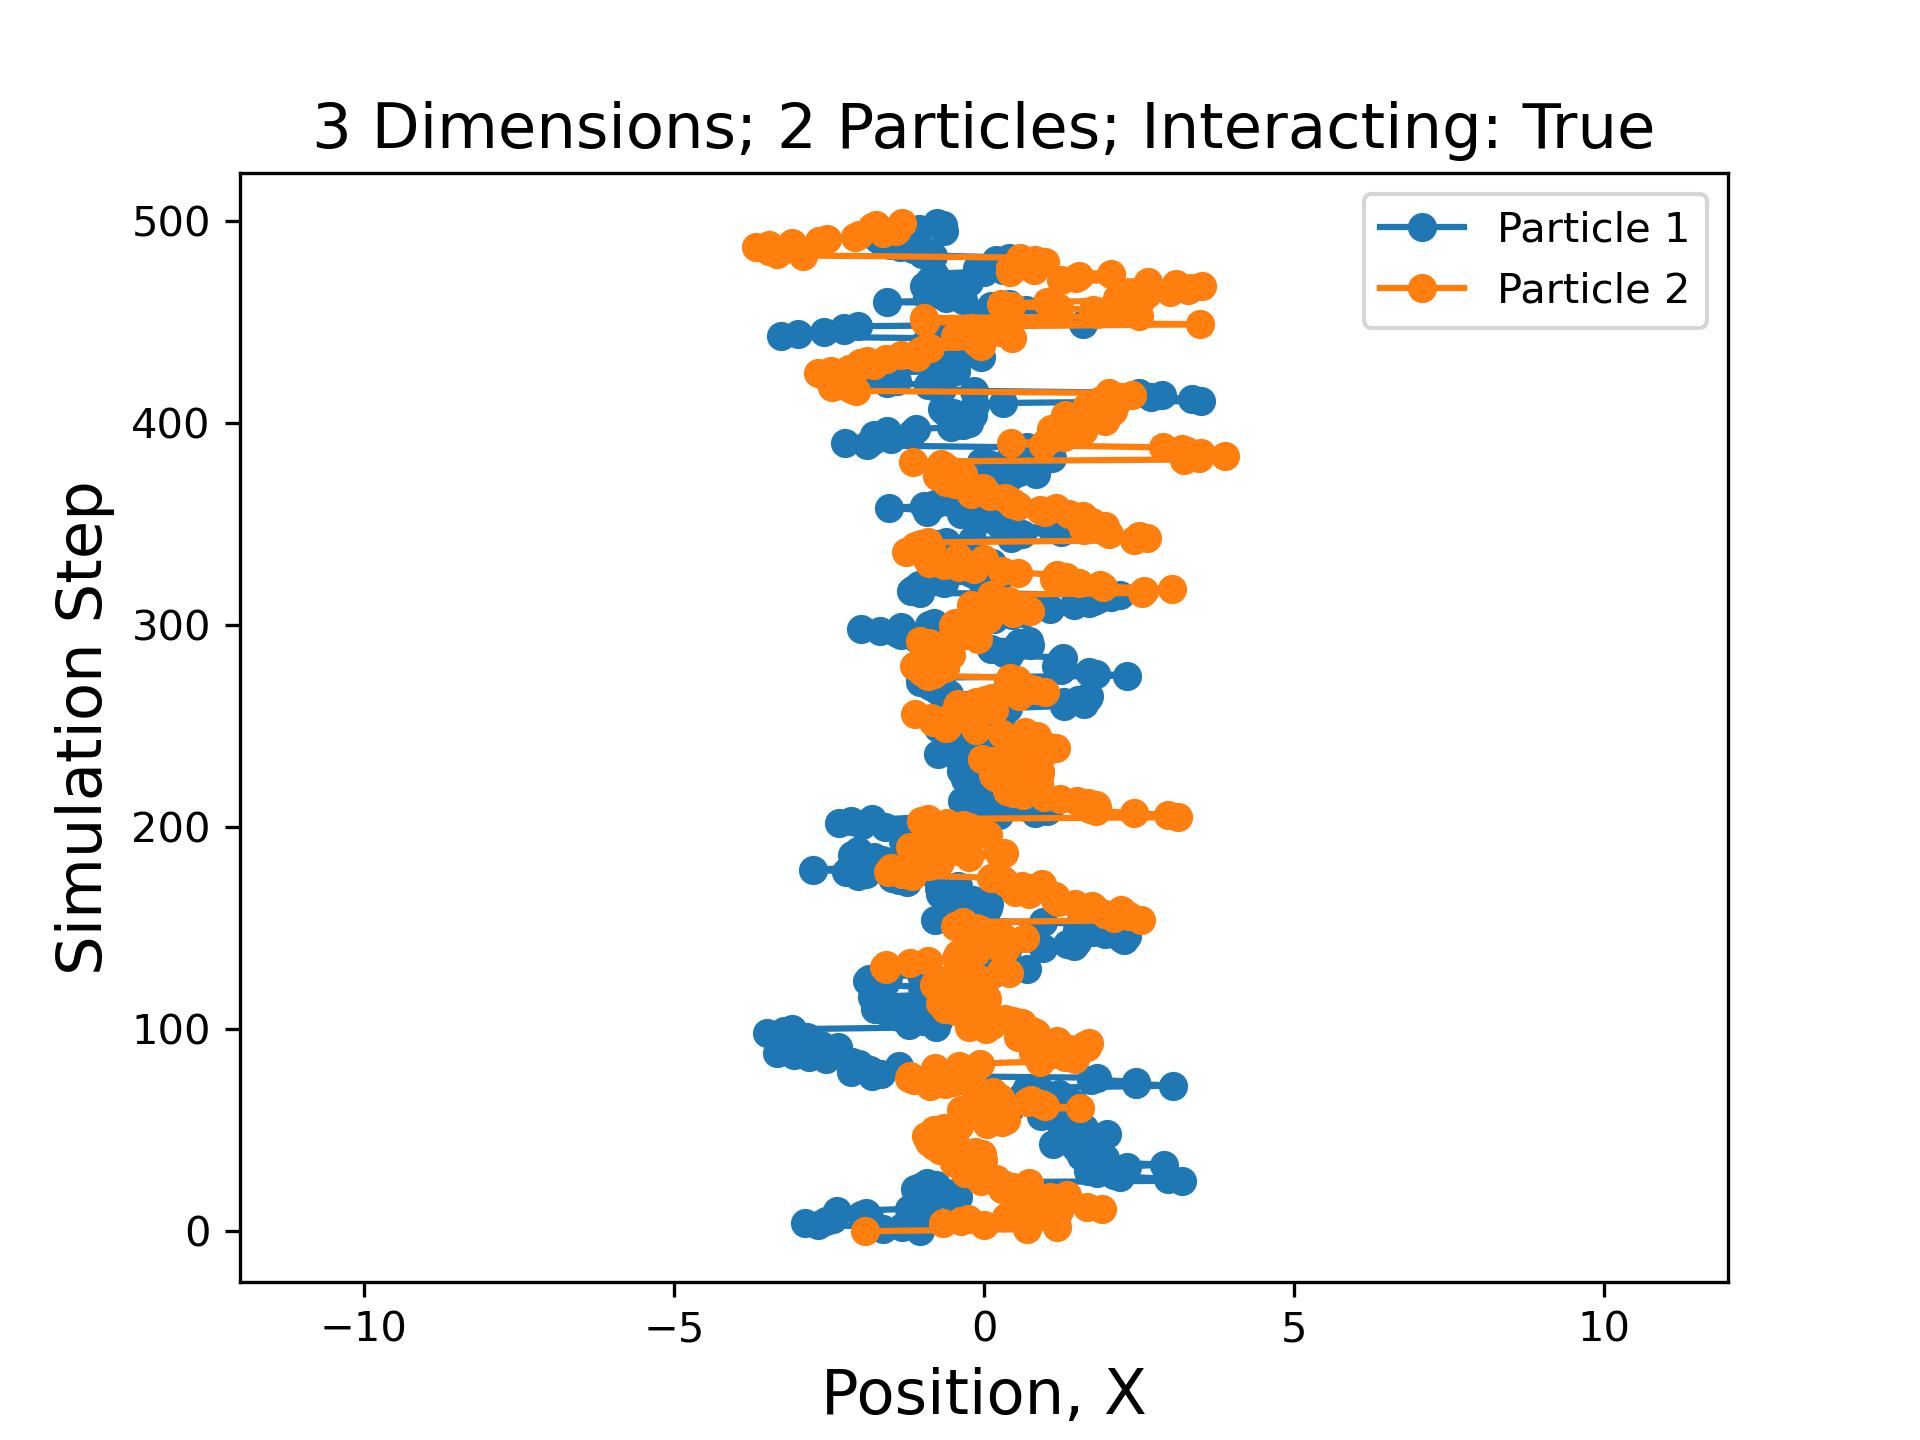 3 Dimensions; 2 Particles; Interacting: True
Particle 1
Particle 2
Simulation Step
500
400
300
200
100
0
−10
−5
0
5
10
Position, X